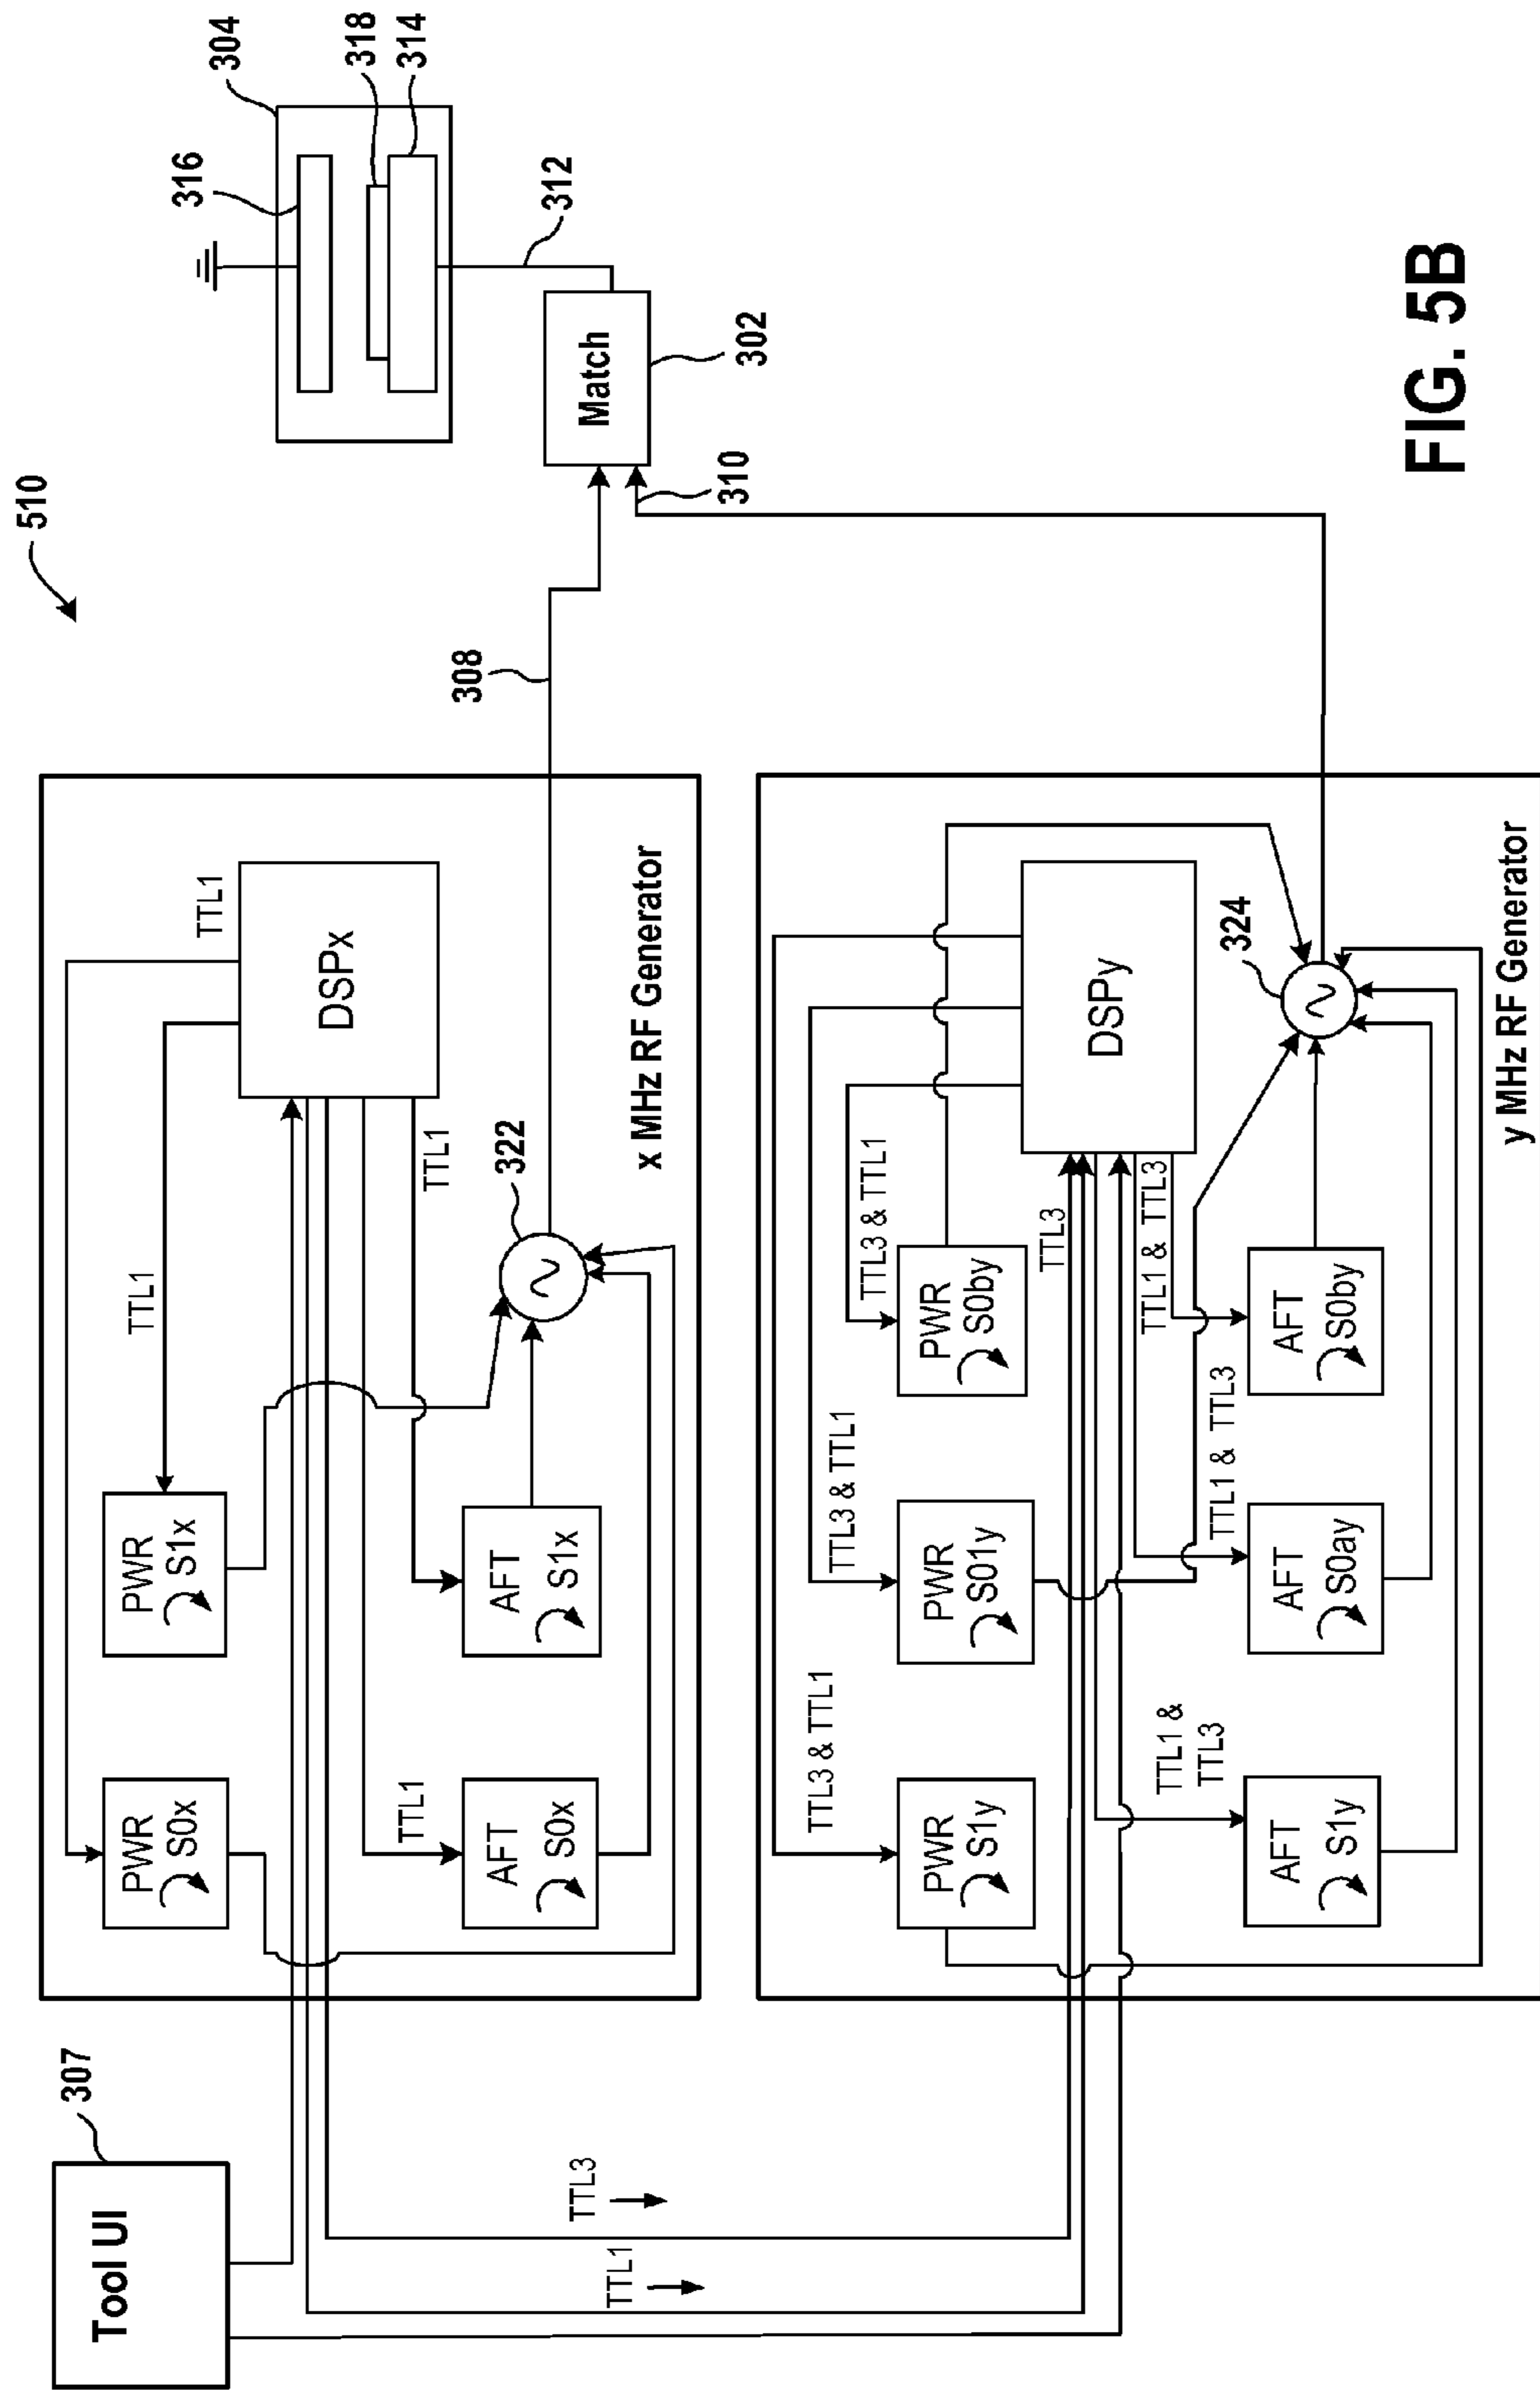 510
304
318
314
316
312
Match
302
310
308
Tool UI
307
TTL1
TTL1
DSPx
PWR
S0x
PWR
S1x
TTL1
AFT
S0x
AFT
S1x
TTL1
322
x MHz RF Generator
TTL3
TTL1
TTL3 & TTL1
TTL3 & TTL1
TTL3 & TTL1
PWR
S1y
PWR
S01y
PWR
S0by
DSPy
TTL3
TTL1 &
TTL3
TTL1 & TTL3
TTL1 & TTL3
AFT
S1y
AFT
S0ay
AFT
S0by
324
y MHz RF Generator
FIG. 5B